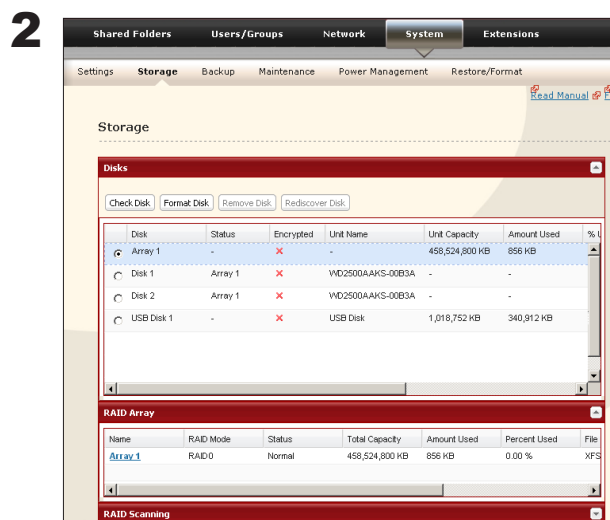 2
Shared Folders Users/Groups Network System Extensions
Settings Storage Backup Maintenance Power Management Restore/Format
Read Manual F
Storage
Disks
Check Disk Format Disk Remove Disk Rediscover Disk
Disk Status Encrypted Unit Name Unit Capacity Amount Used % U
Array 1 - - 458,524,800 KB 856 KB
Disk 1 Array 1 WD2500AAKS-00B3A - -
Disk 2 Array 1 WD2500AAKS-00B3A - -
USB Disk 1 - USB Disk 1,018,752 KB 340,912 KB
RAID Array
Name RAID Mode Status Total Capacity Amount Used Percent Used File
Array 1 RAID0 Normal 458,524,800 KB 856 KB 0.00 % XFS
RAID Scanning